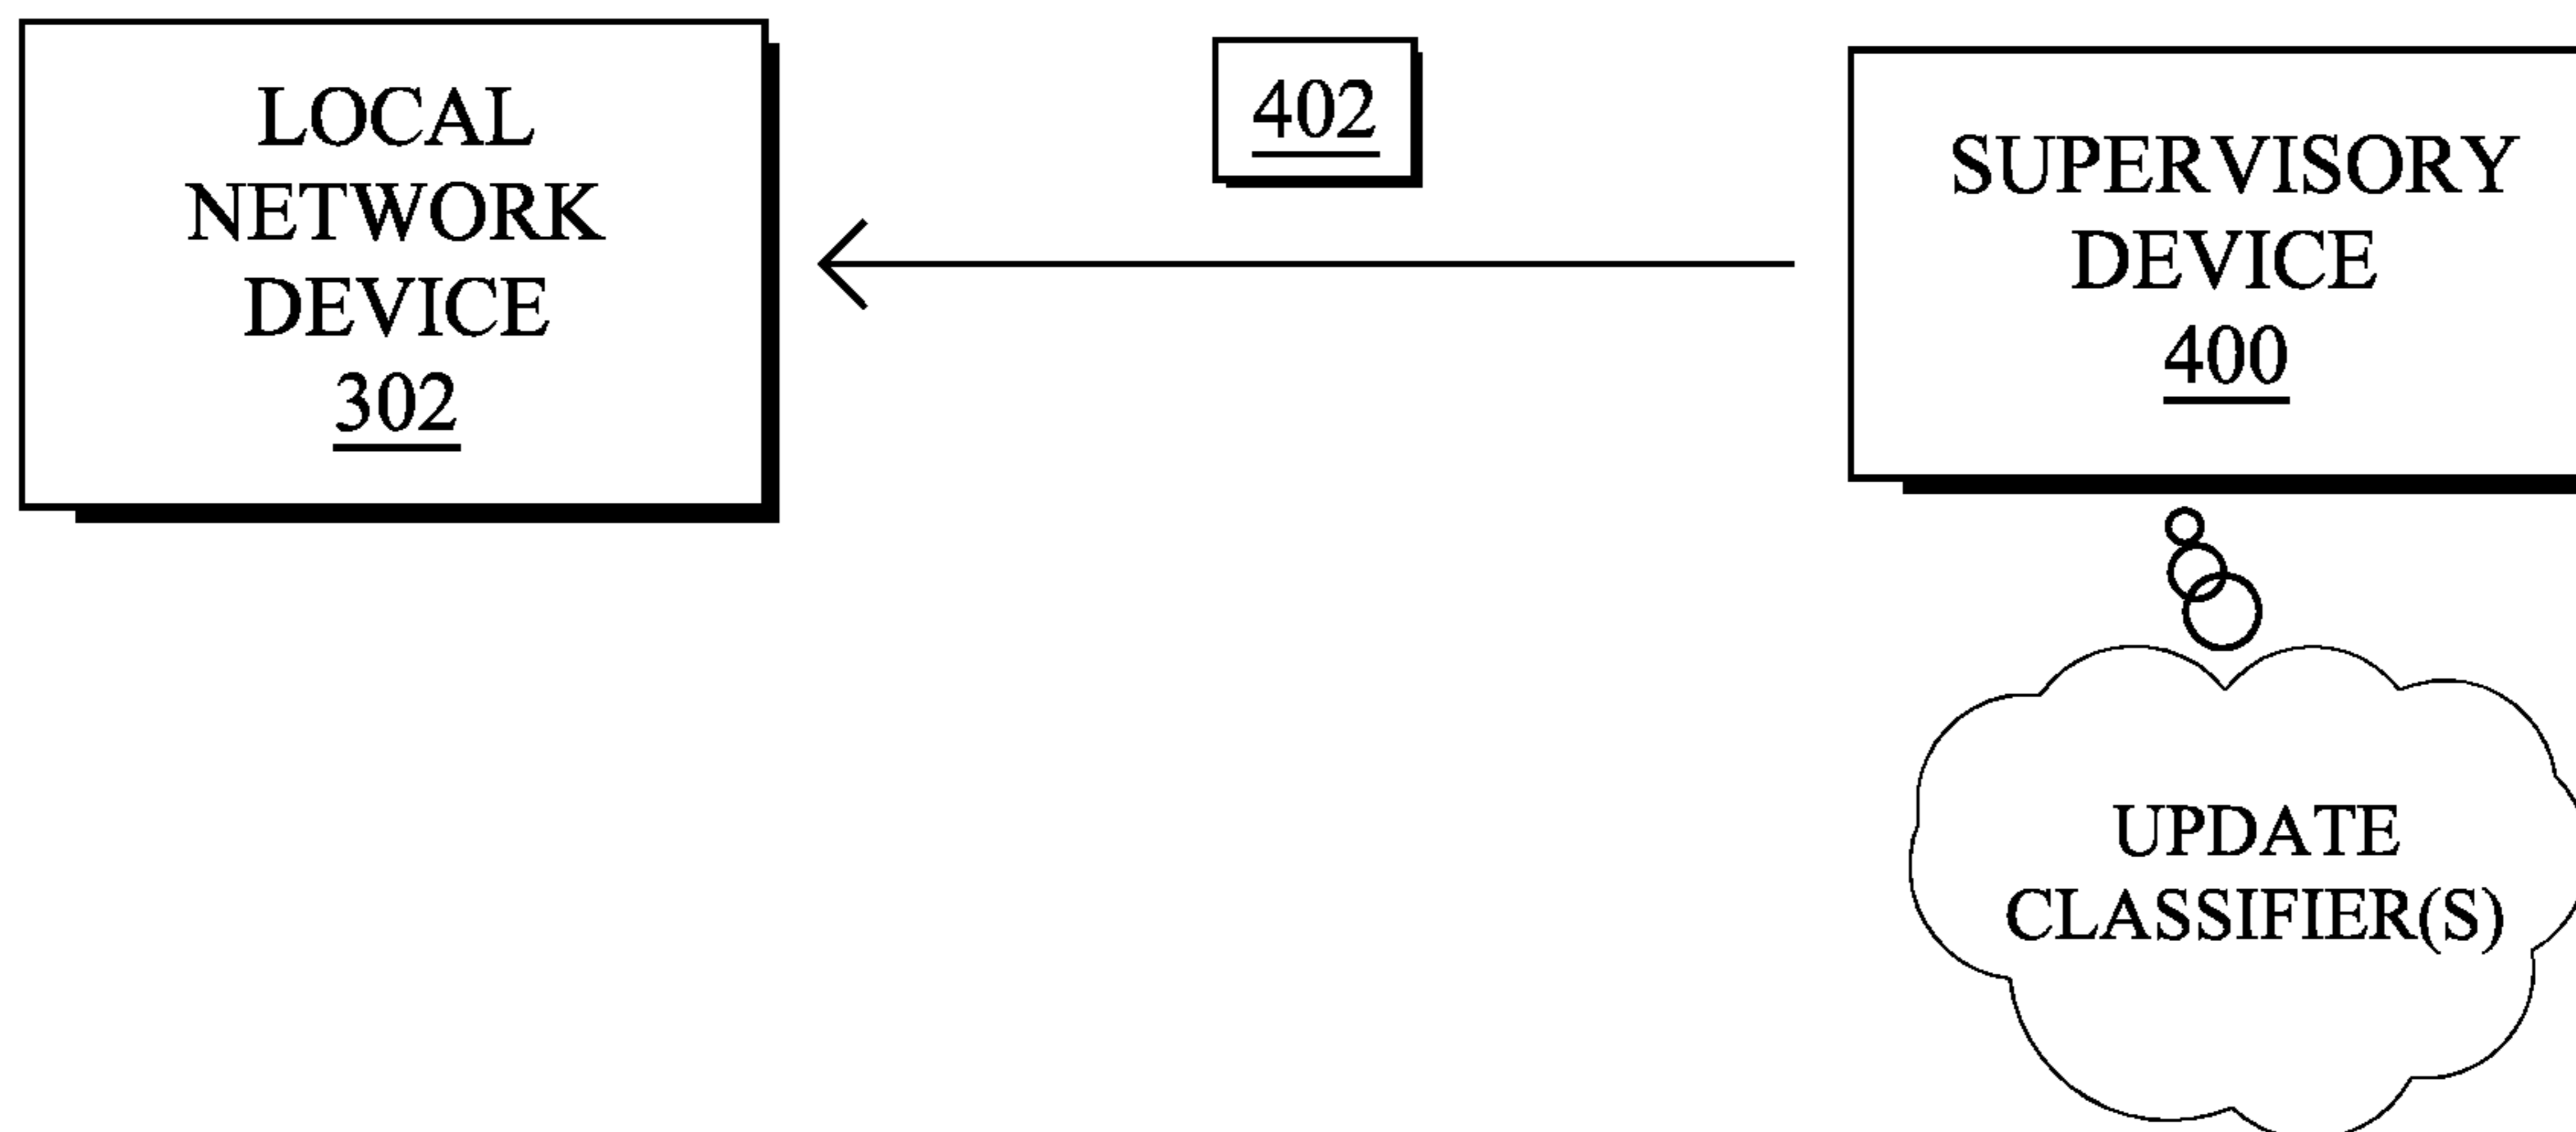 LOCAL
NETWORK
DEVICE
302
402
SUPERVISORY
DEVICE
400
UPDATE
CLASSIFIER(S)